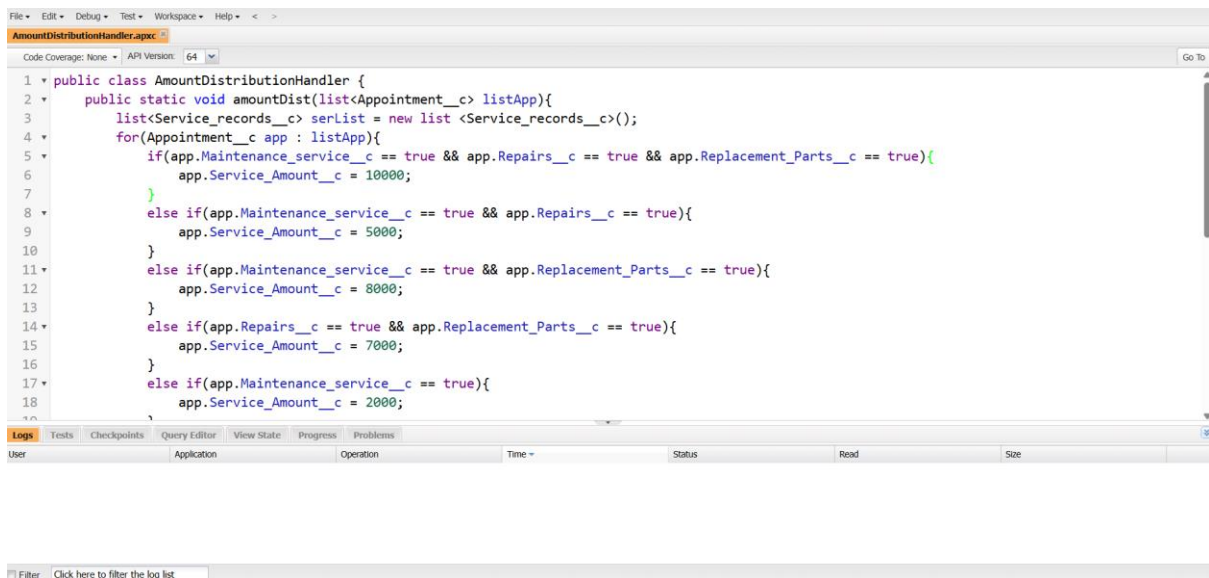 File Edit Debug Test Workspace Help < >
AmountDistributionHandler.apxc
Code Coverage: None API Version: 64 Go To
1 public class AmountDistributionHandler {
2 public static void amountDist(list<Appointment__c> listApp){
3 list<Service_records__c> serList = new list <Service_records__c>();
4 for(Appointment__c app : listApp){
5 if(app.Maintenance_service__c == true && app.Repairs__c == true && app.Replacement_Parts__c == true){
6 app.Service_Amount__c = 10000;
7 }
8 else if(app.Maintenance_service__c == true && app.Repairs__c == true){
9 app.Service_Amount__c = 5000;
10 }
11 else if(app.Maintenance_service__c == true && app.Replacement_Parts__c == true){
12 app.Service_Amount__c = 8000;
13 }
14 else if(app.Repairs__c == true && app.Replacement_Parts__c == true){
15 app.Service_Amount__c = 7000;
16 }
17 else if(app.Maintenance_service__c == true){
18 app.Service_Amount__c = 2000;
Logs Tests Checkpoints Query Editor View State Progress Problems
User Application Operation Time Status Read Size
Filter Click here to filter the log list